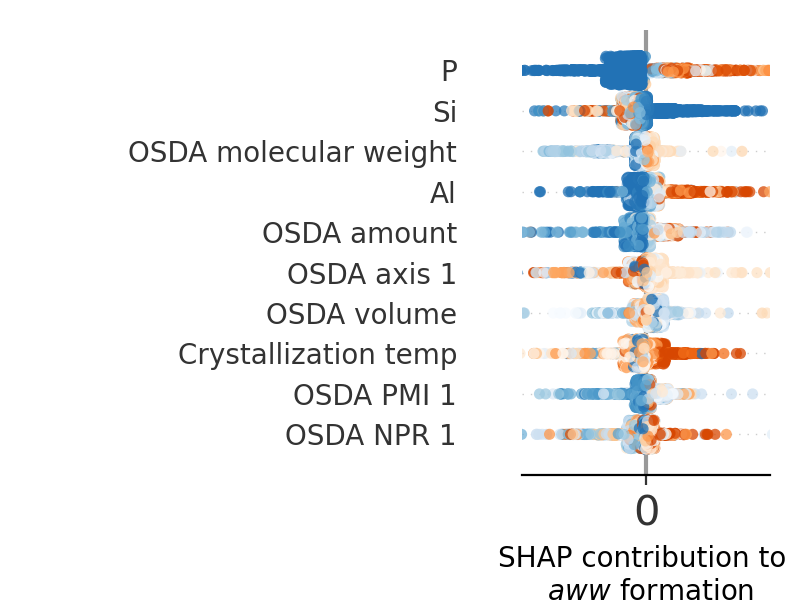 P
Si
OSDA molecular weight
Al
OSDA amount
OSDA axis 1
OSDA volume
Crystallization temp
OSDA PMI 1
OSDA NPR 1
0
SHAP contribution to
aww formation